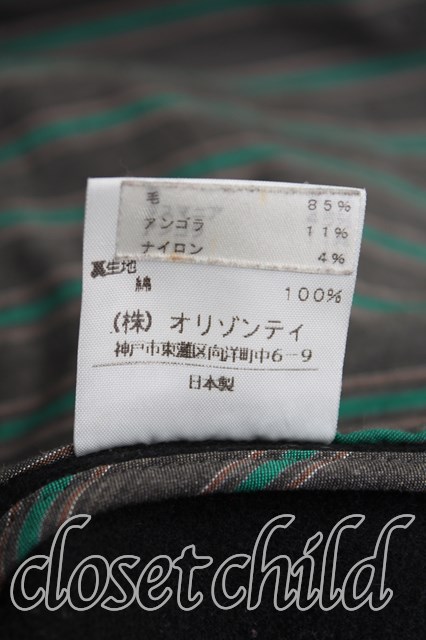 毛 85%
アンゴラ 11%
ナイロン 4%
裏生地
綿 100%
(株) オリゾンティ
神戸市東灘区向洋町中6-9
日本製
closetchild